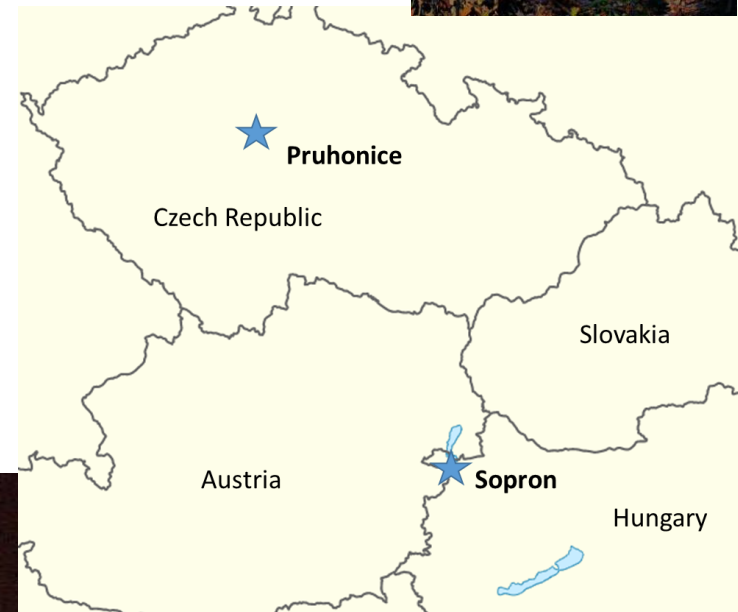 Pruhonice
Czech Republic
Slovakia
Austria
Sopron
Hungary